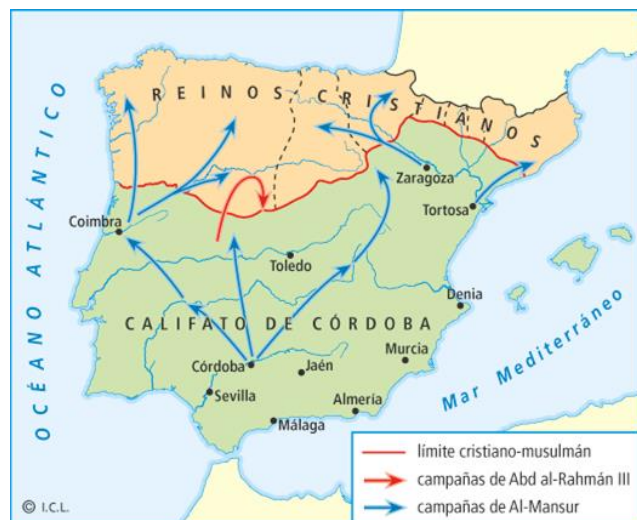 REINOS CRISTIANOS
OCÉANO ATLÁNTICO
Coimbra
Zaragoza
Tortosa
Toledo
Denia
CALIFATO DE CÓRDOBA
Córdoba
Jaén
Murcia
Sevilla
Almería
Málaga
Mar Mediterráneo
límite cristiano-musulmán
campañas de Abd al-Rahmán III
campañas de Al-Mansur
© I.C.L.